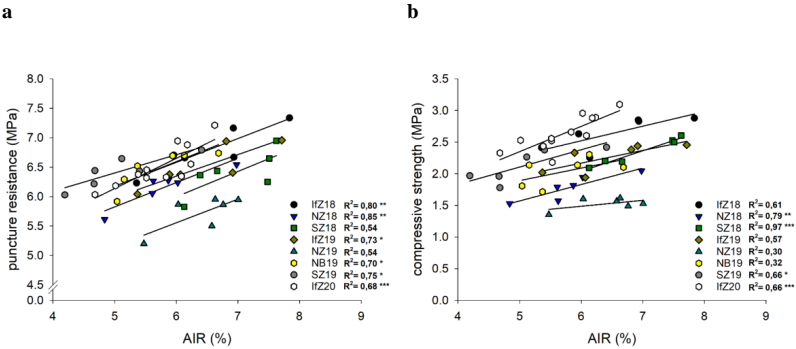 a
puncture resistance (MPa)
8.0
7.5
7.0
6.5
6.0
5.5
5.0
4.5
0.0
4 5 6 7 8 9
AIR (%)
IfZ18 R²= 0,80 **
NZ18 R²= 0,85 **
SZ18 R²= 0,54
IfZ19 R²= 0,73 *
NZ19 R²= 0,54
NB19 R²= 0,70 *
SZ19 R²= 0,75 *
IfZ20 R²= 0,68 ***
b
compressive strength (MPa)
3.5
3.0
2.5
2.0
1.5
1.0
0.5
0.0
4 5 6 7 8 9
AIR (%)
IfZ18 R²= 0,61
NZ18 R²= 0,79 **
SZ18 R²= 0,97 ***
IfZ19 R²= 0,57
NZ19 R²= 0,30
NB19 R²= 0,32
SZ19 R²= 0,66 *
IfZ20 R²= 0,66 ***